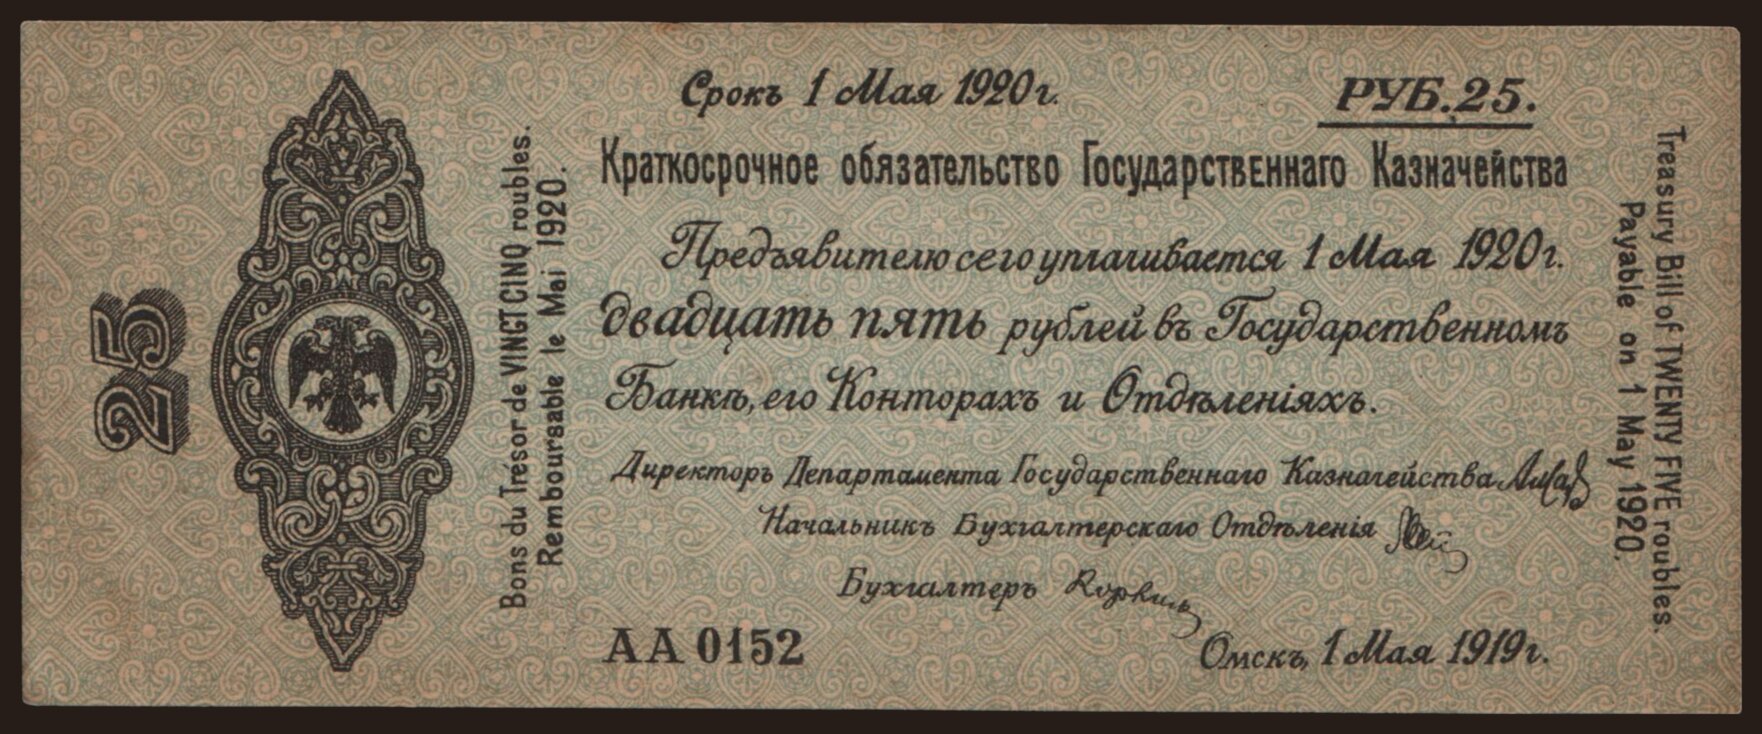 25
Bons du Trésor de VINGT CINQ roubles.
Remboursable le Mai 1920.
Срокъ 1 Мая 1920 г.
РУБ. 25.
Краткосрочное обязательство Государственнаго Казначейства
Предъявителю сего уплачивается 1 Мая 1920 г.
двадцать пять рублей въ Государственномъ
Банкѣ, его Конторахъ и Отдѣленіяхъ.
Директоръ Департамента Государственнаго Казначейства
Начальникъ Бухгалтерскаго Отдѣленія
Бухгалтеръ
АА 0152
Омскъ, 1 Мая 1919 г.
Treasury Bill of TWENTY FIVE roubles.
Payable on 1 May 1920.